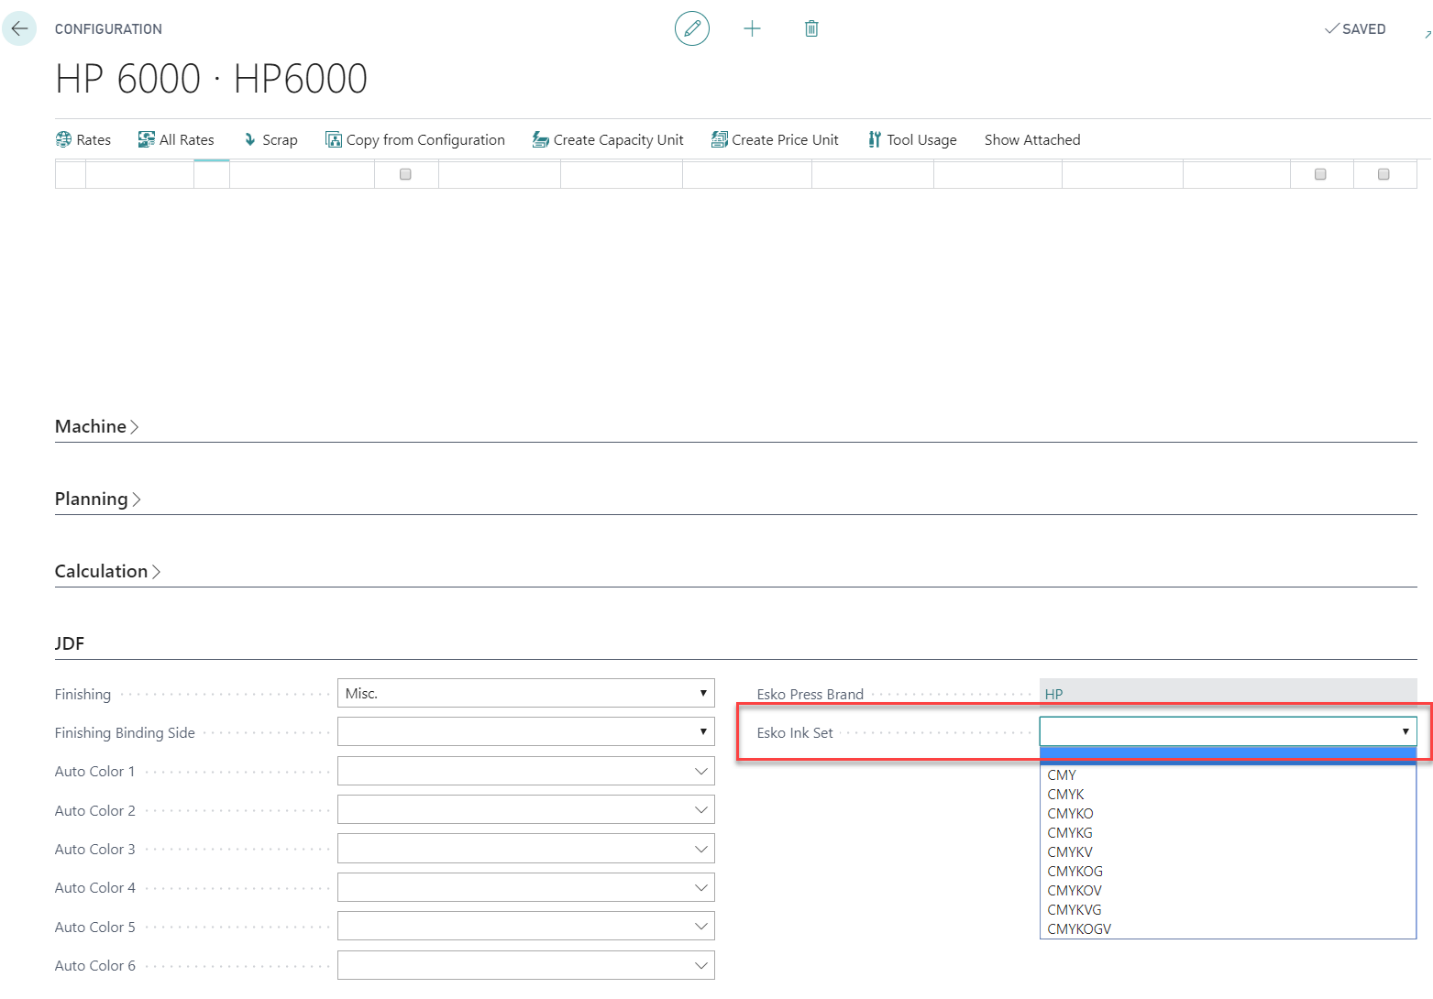 CONFIGURATION
SAVED
HP 6000 · HP6000
Rates All Rates Scrap Copy from Configuration Create Capacity Unit Create Price Unit Tool Usage Show Attached
Machine
Planning
Calculation
JDF
Finishing Misc.
Esko Press Brand HP
Finishing Binding Side
Esko Ink Set
Auto Color 1
CMY
CMYK
Auto Color 2
CMYKO
CMYKG
Auto Color 3
CMYKV
CMYKOG
Auto Color 4
CMYKOV
CMYKVG
Auto Color 5
CMYKOGV
Auto Color 6